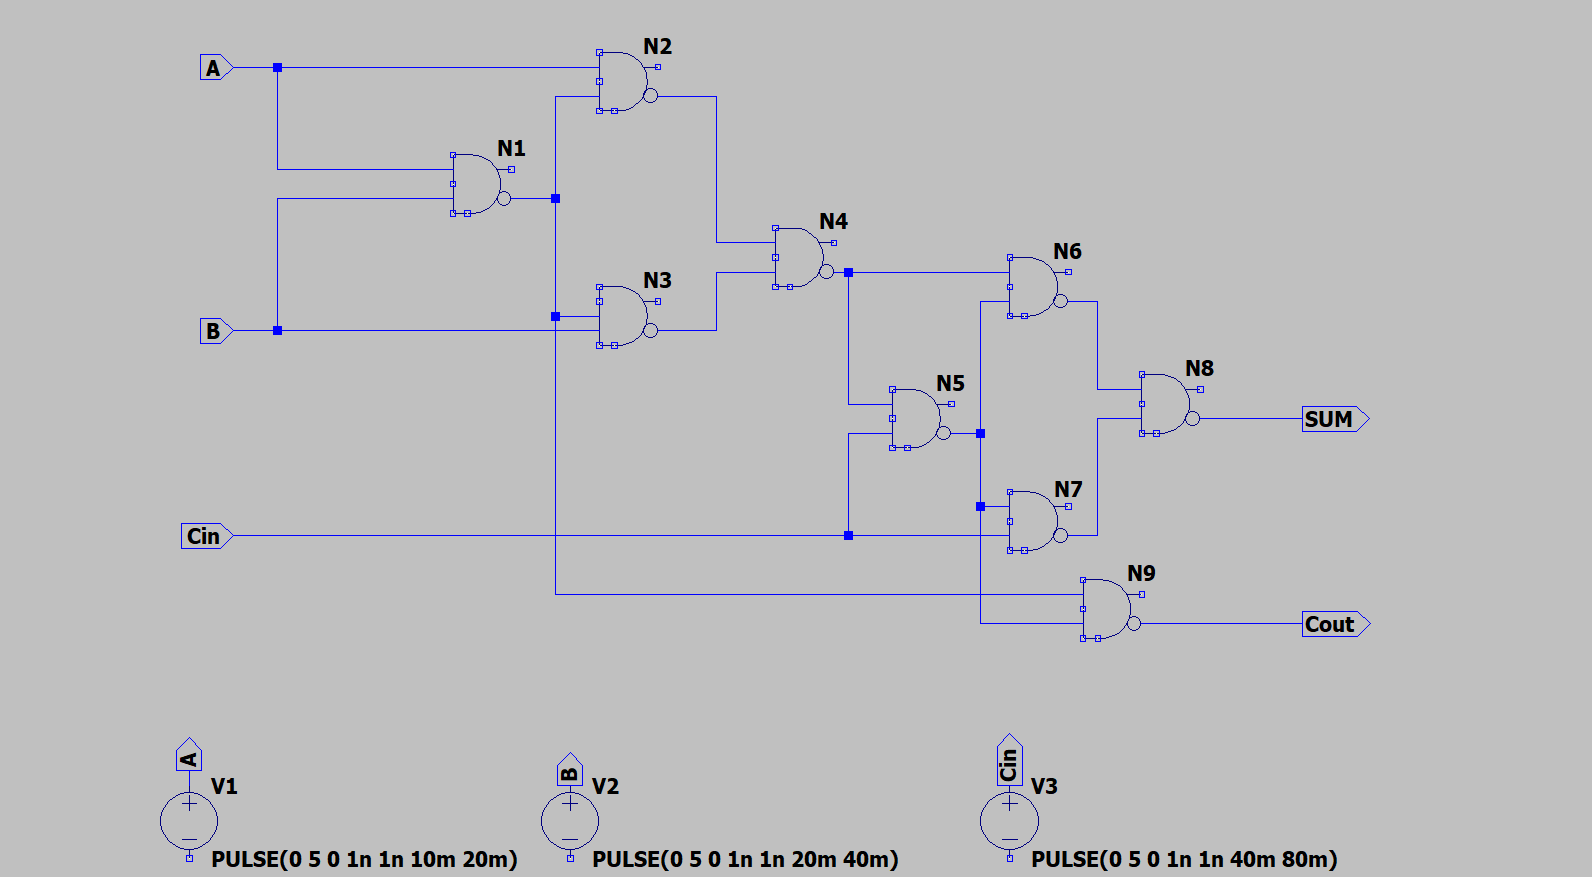 N2
A
N1
N4
N6
N3
B
N8
N5
SUM
N7
Cin
N9
Cout
A
B
Cin
V1
V2
V3
PULSE(0 5 0 1n 1n 10m 20m)
PULSE(0 5 0 1n 1n 20m 40m)
PULSE(0 5 0 1n 1n 40m 80m)